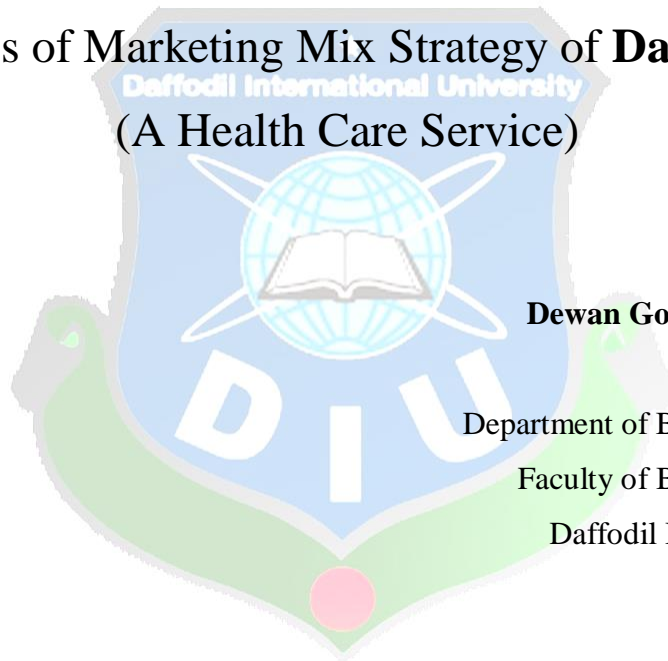 s of Marketing Mix Strategy of Da
Daffodil International University
(A Health Care Service)
Dewan Go
Department of B
Faculty of B
Daffodil
D I U